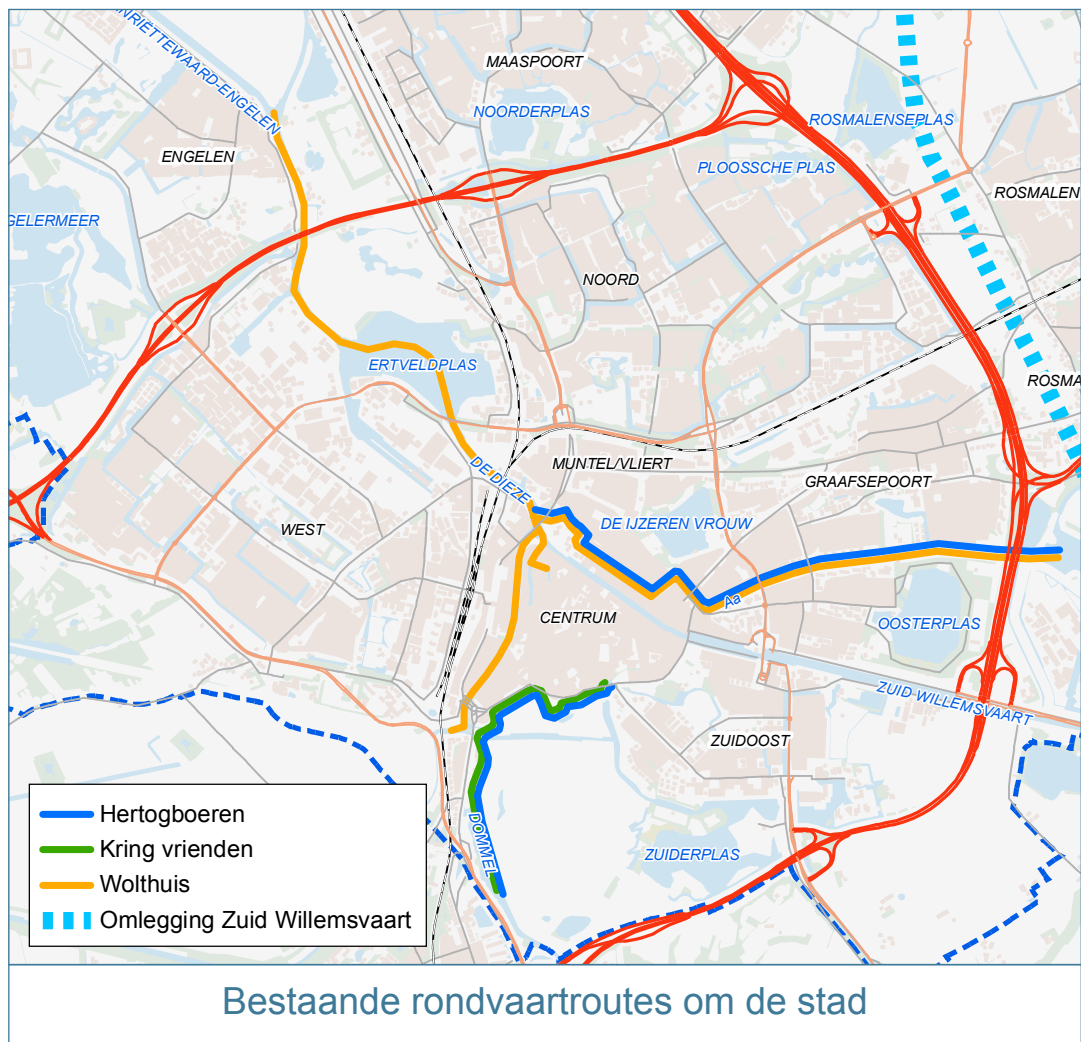 NRIËTTEWAARD-ENGELEN
MAASPOORT
NOORDERPLAS
ROSMALENSEPLAS
ENGELEN
PLOOSSCHE PLAS
ROSMALEN
GELERMEER
NOORD
ERTVELDPLAS
ROSMA
MUNTEL/VLIERT
DE DIEZE
GRAAFSEPOORT
WEST
DE IJZEREN VROUW
Aa
CENTRUM
OOSTERPLAS
ZUID WILLEMSVAART
ZUIDOOST
DOMMEL
ZUIDERPLAS
Hertogboeren
Kring vrienden
Wolthuis
Omlegging Zuid Willemsvaart
Bestaande rondvaartroutes om de stad